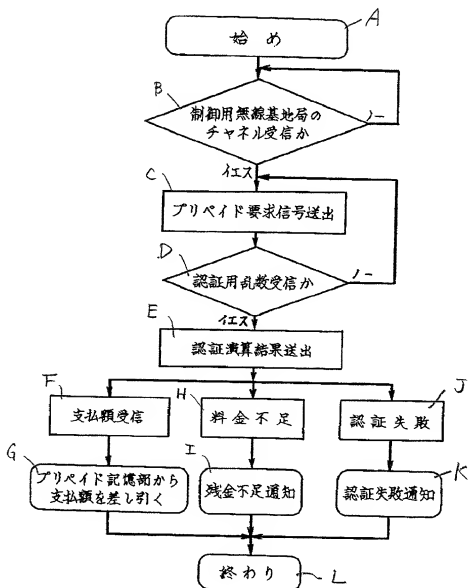 A
始め
B
制御用無線基地局の
チャネル受信か
ノー
イエス
C
プリペイド要求信号送出
D
認証用乱数受信か
ノー
イエス
E
認証演算結果送出
F
支払額受信
H
料金不足
J
認証失敗
G
プリペイド記憶部から
支払額を差し引く
I
残金不足通知
K
認証失敗通知
終わり
L